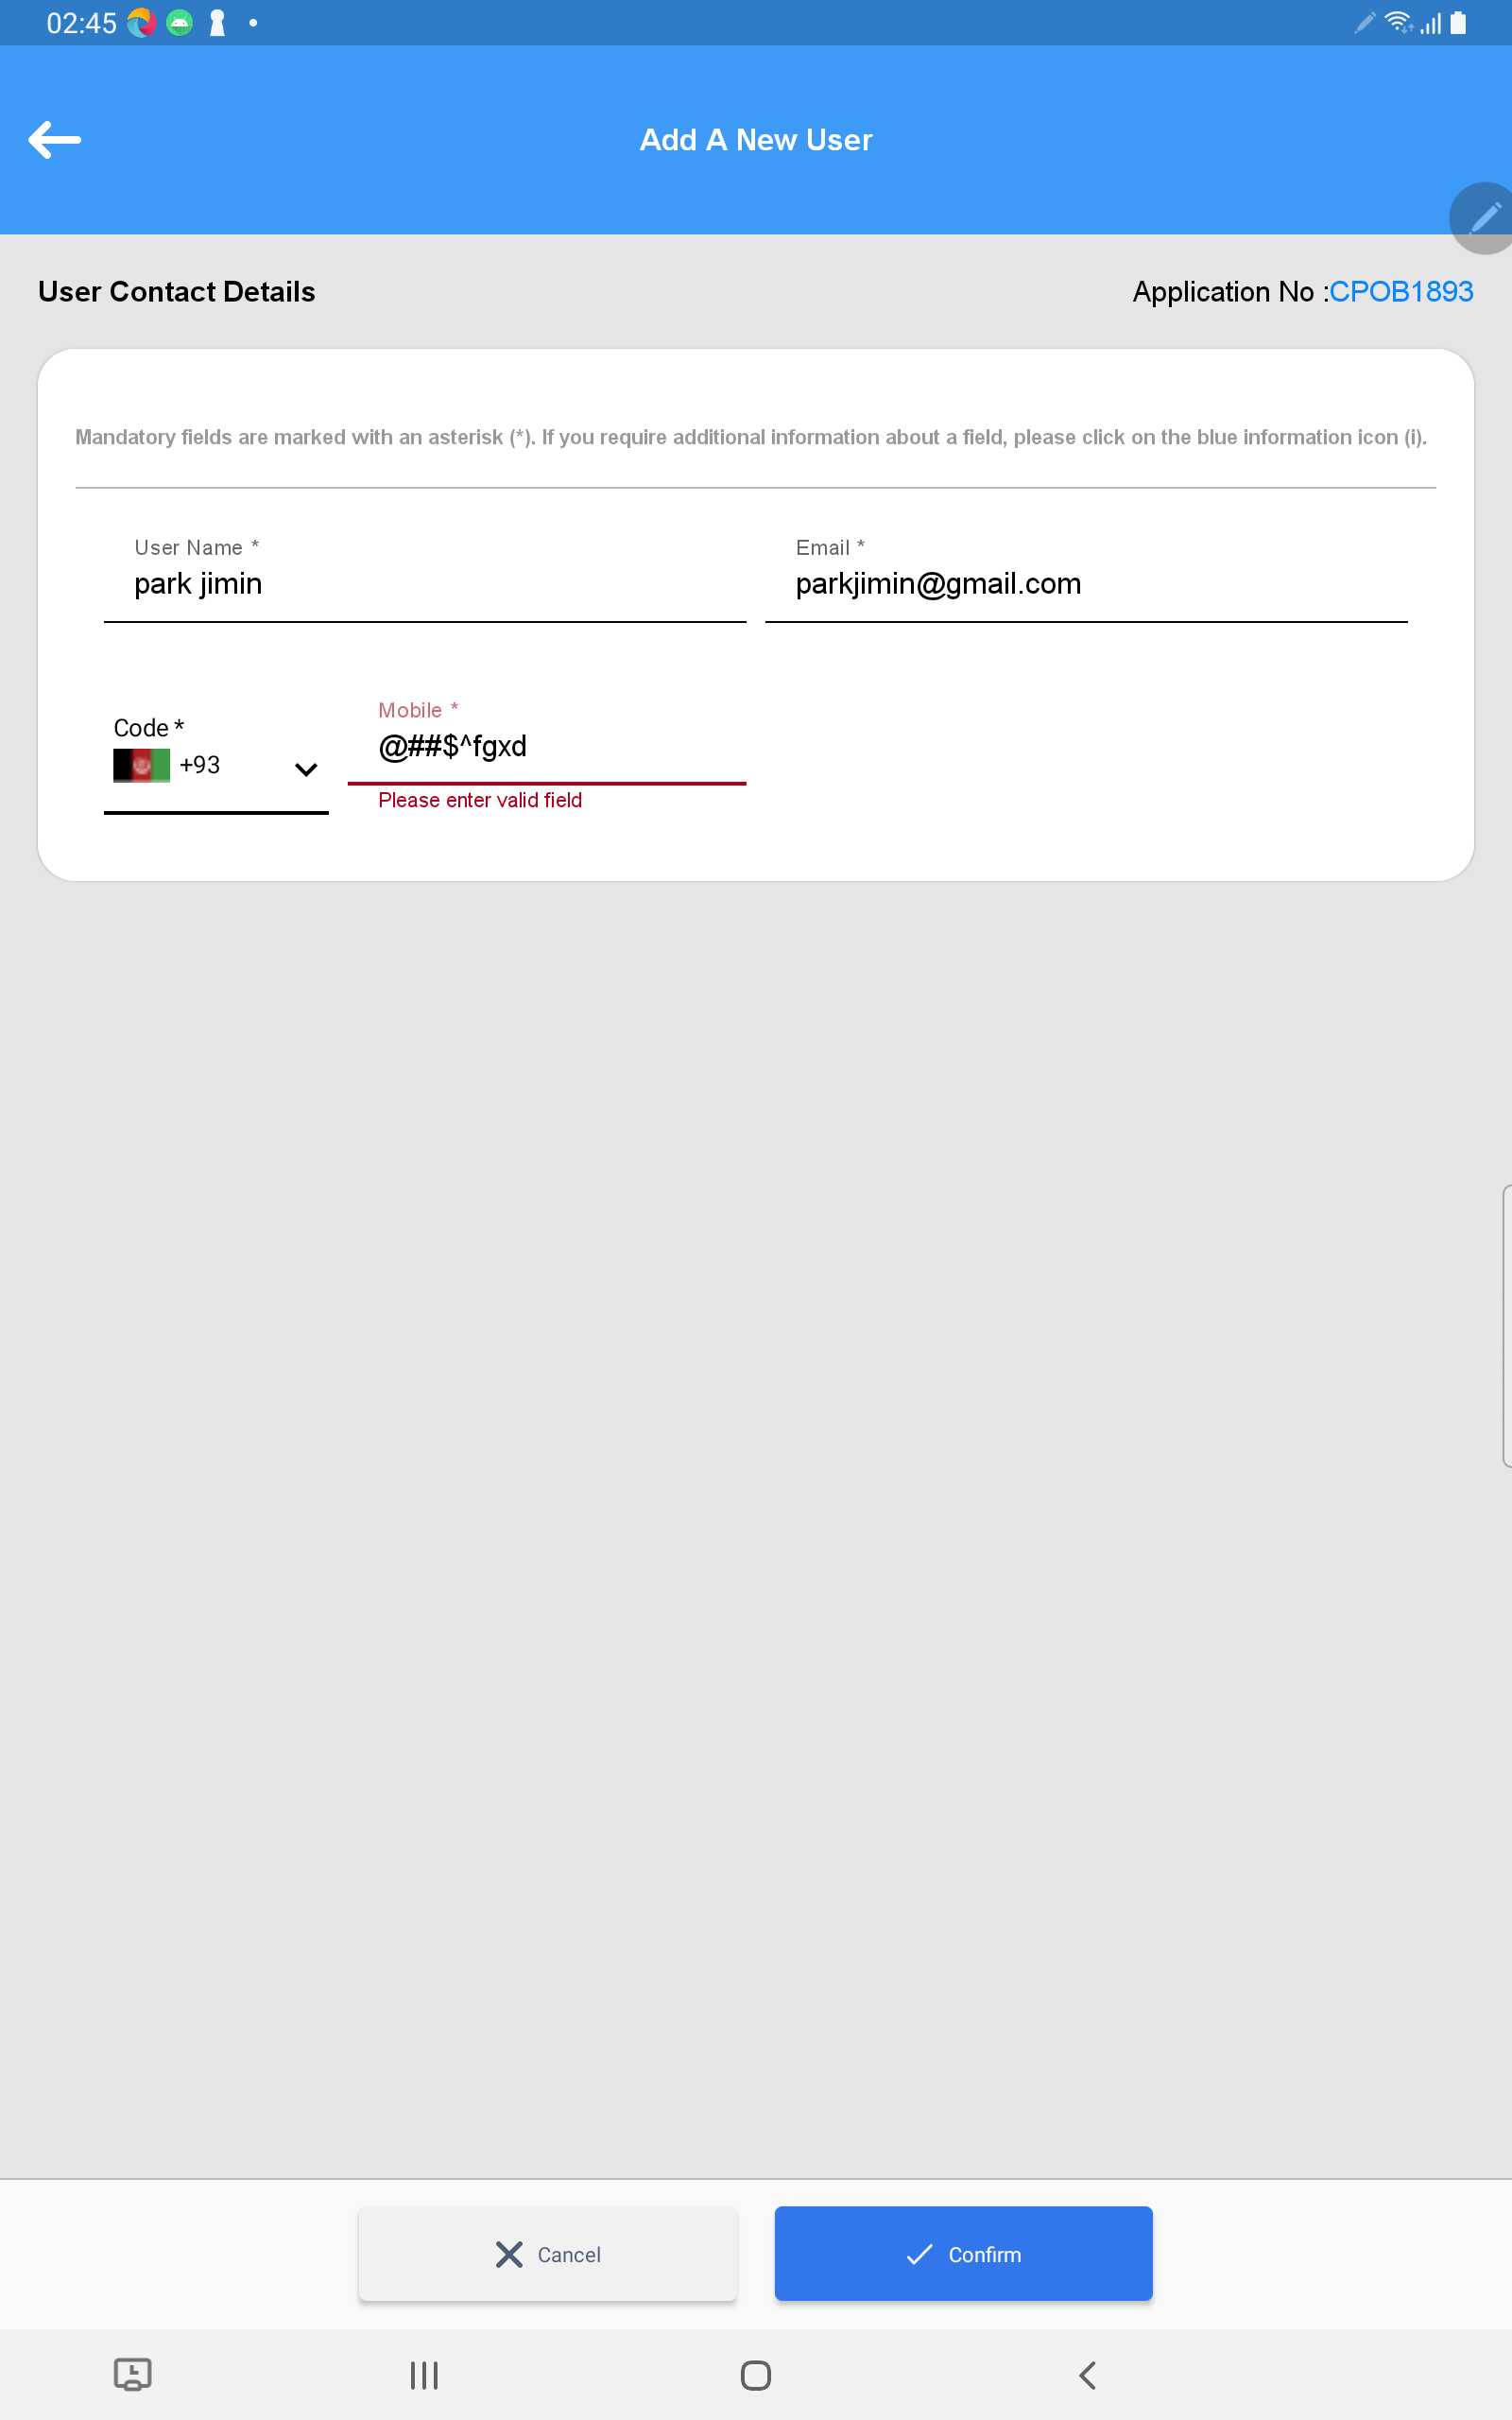 02:45
Add A New User
User Contact Details
Application No :CPOB1893
Mandatory fields are marked with an asterisk (*). If you require additional information about a field, please click on the blue information icon (i).
User Name *
park jimin
Email *
parkjimin@gmail.com
Code *
+93
Mobile *
@##$^fgxd
Please enter valid field
Cancel
Confirm